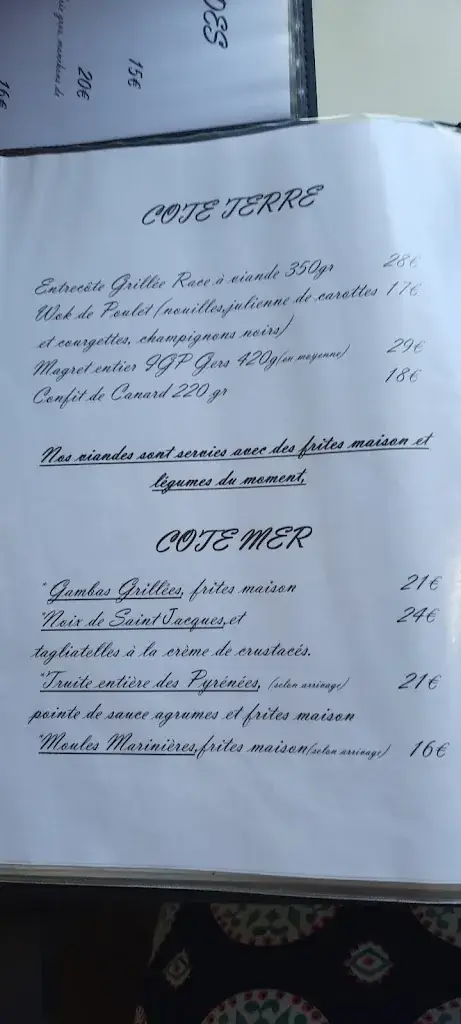 DES
15€
20€
16€
COTE TERRE
Entrecôte Grillée Race à viande 350gr 28€
Wok de Poulet (nouilles, julienne de carottes 17€
et courgettes, champignons noirs)
Magret entier IGP Gers 420g (en moyenne) 29€
Confit de Canard 220 gr 18€
Nos viandes sont servies avec des frites maison et
légumes du moment,
COTE MER
*Gambas Grillées, frites maison 21€
*Noix de Saint Jacques, et 24€
tagliatelles à la crème de crustacés.
*Truite entière des Pyrénées, (selon arrivage) 21€
pointe de sauce agrumes et frites maison
*Moules Marinières, frites maison (selon arrivage) 16€